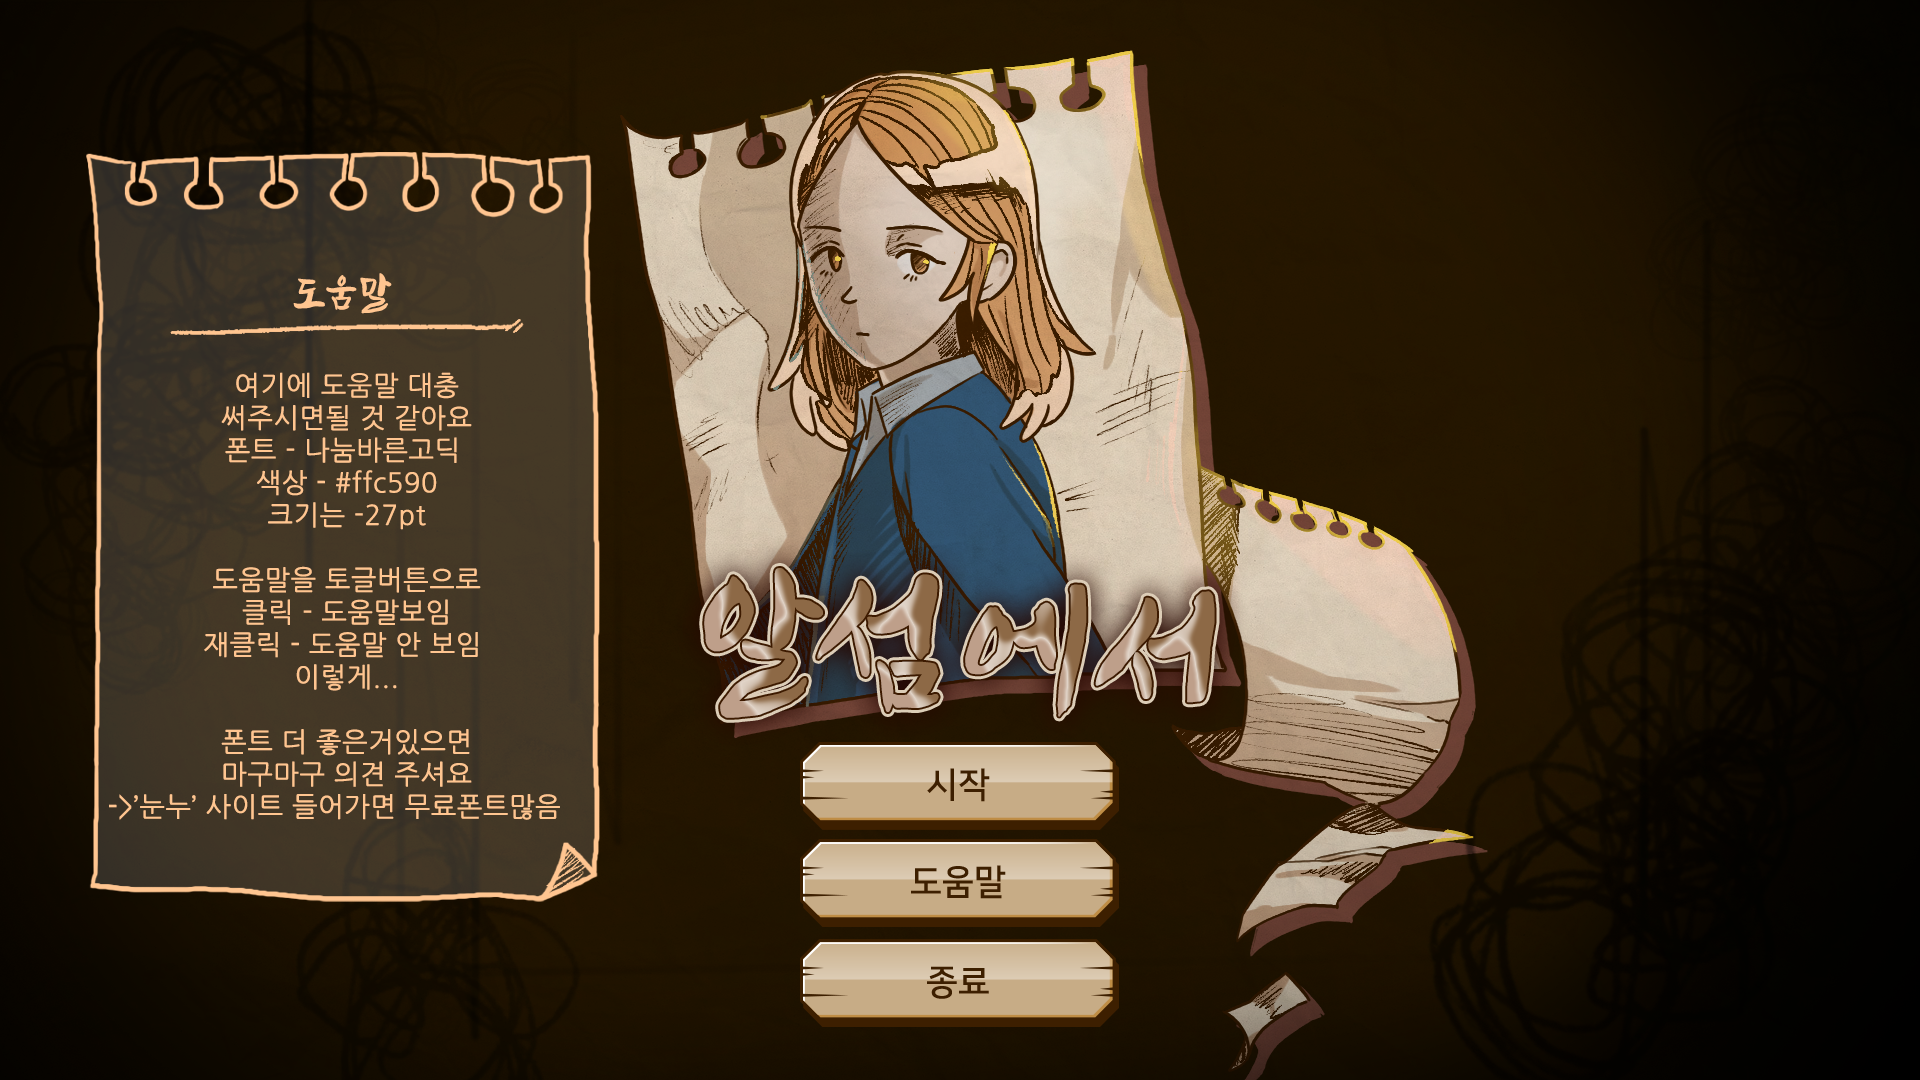 도움말
여기에 도움말 대충
써주시면될 것 같아요
폰트 - 나눔바른고딕
색상 - #ffc590
크기는 -27pt
도움말을 토글버튼으로
클릭 - 도움말보임
재클릭 - 도움말 안 보임
이렇게...
폰트 더 좋은거있으면
마구마구 의견 주셔요
->'눈누' 사이트 들어가면 무료폰트많음
알섬에서
시작
도움말
종료